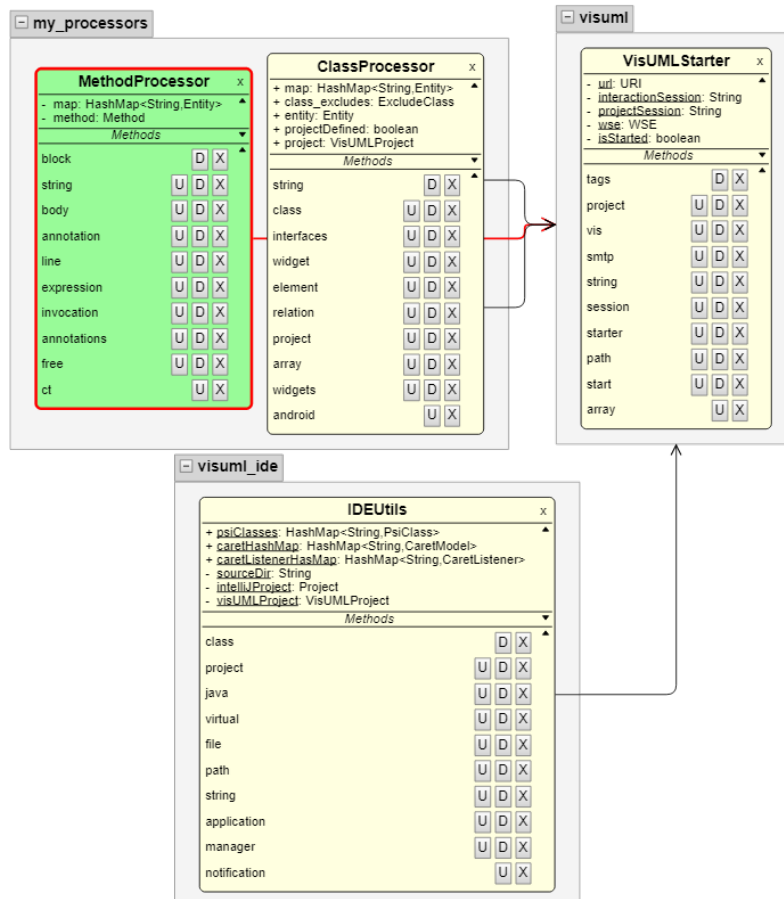 − my_processors
MethodProcessor x
- map: HashMap<String,Entity>
- method: Method
Methods
block D X
string U D X
body U D X
annotation U D X
line U D X
expression U D X
invocation U D X
annotations U D X
free U D X
ct U X
ClassProcessor x
+ map: HashMap<String,Entity>
+ class_excludes: ExcludeClass
+ entity: Entity
+ projectDefined: boolean
+ project: VisUMLProject
Methods
string D X
class U D X
interfaces U D X
widget U D X
element U D X
relation U D X
project U D X
array U D X
widgets U D X
android U X
− visuml
VisUMLStarter x
- url: URI
- interactionSession: String
- projectSession: String
- wse: WSE
- isStarted: boolean
Methods
tags D X
project U D X
vis U D X
smtp U D X
string U D X
session U D X
starter U D X
path U D X
start U D X
array U X
− visuml_ide
IDEUtils x
+ psiClasses: HashMap<String,PsiClass>
+ caretHashMap: HashMap<String,CaretModel>
+ caretListenerHasMap: HashMap<String,CaretListener>
- sourceDir: String
- intelliJProject: Project
- visUMLProject: VisUMLProject
Methods
class D X
project U D X
java U D X
virtual U D X
file U D X
path U D X
string U D X
application U D X
manager U D X
notification U X